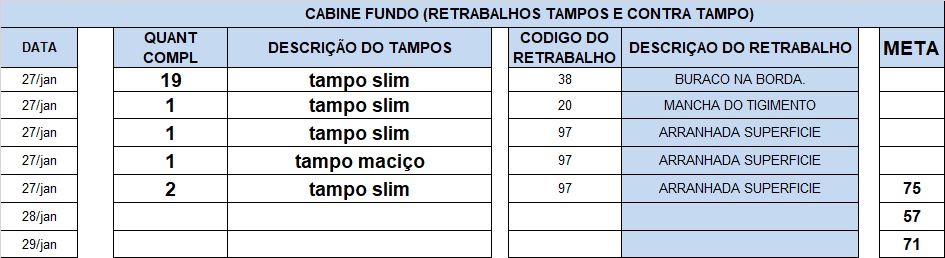 CABINE FUNDO (RETRABALHOS TAMPOS E CONTRA TAMPO)
DATA QUANT COMPL DESCRIÇÃO DO TAMPOS CODIGO DO RETRABALHO DESCRIÇAO DO RETRABALHO META
27/jan 19 tampo slim 38 BURACO NA BORDA.
27/jan 1 tampo slim 20 MANCHA DO TIGIMENTO
27/jan 1 tampo slim 97 ARRANHADA SUPERFICIE
27/jan 1 tampo maciço 97 ARRANHADA SUPERFICIE
27/jan 2 tampo slim 97 ARRANHADA SUPERFICIE 75
28/jan 57
29/jan 71